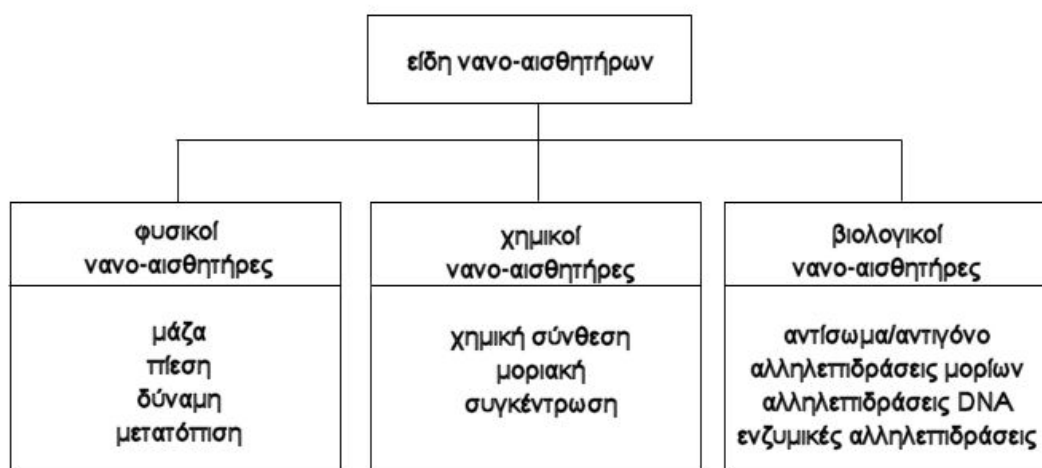 είδη νανο-αισθητήρων
φυσικοί
νανο-αισθητήρες
μάζα
πίεση
δύναμη
μετατόπιση
χημικοί
νανο-αισθητήρες
χημική σύνθεση
μοριακή
συγκέντρωση
βιολογικοί
νανο-αισθητήρες
αντίσωμα/αντιγόνο
αλληλεπιδράσεις μορίων
αλληλεπιδράσεις DNA
ενζυμικές αλληλεπιδράσεις